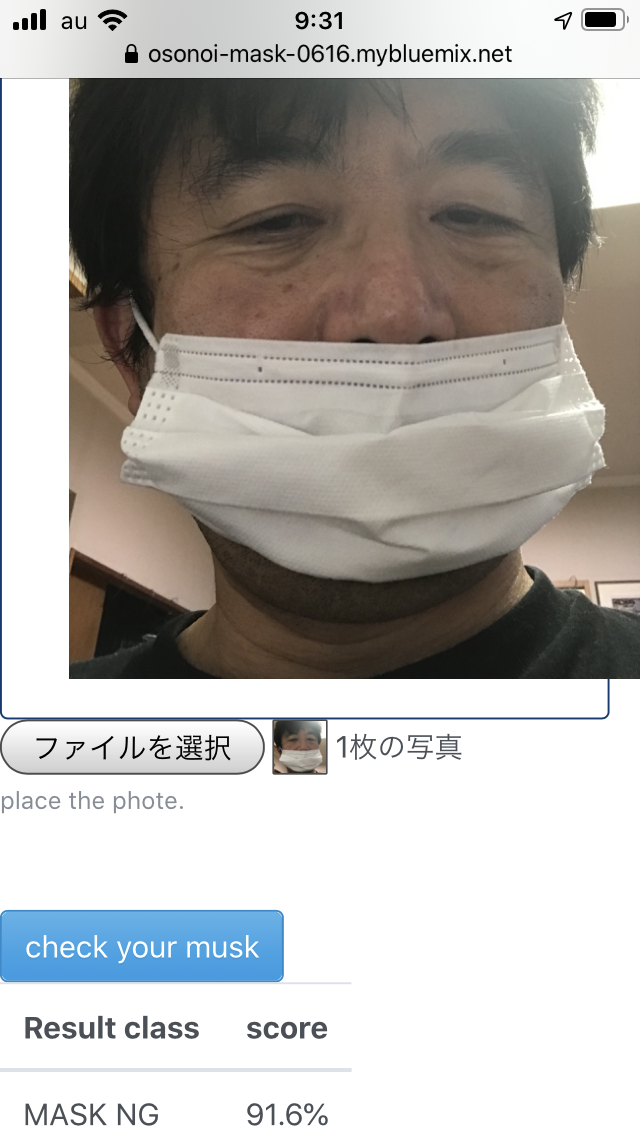 au 9:31
osonoi-mask-0616.mybluemix.net
ファイルを選択 1枚の写真
place the photo.
check your musk
Result class score
MASK NG 91.6%